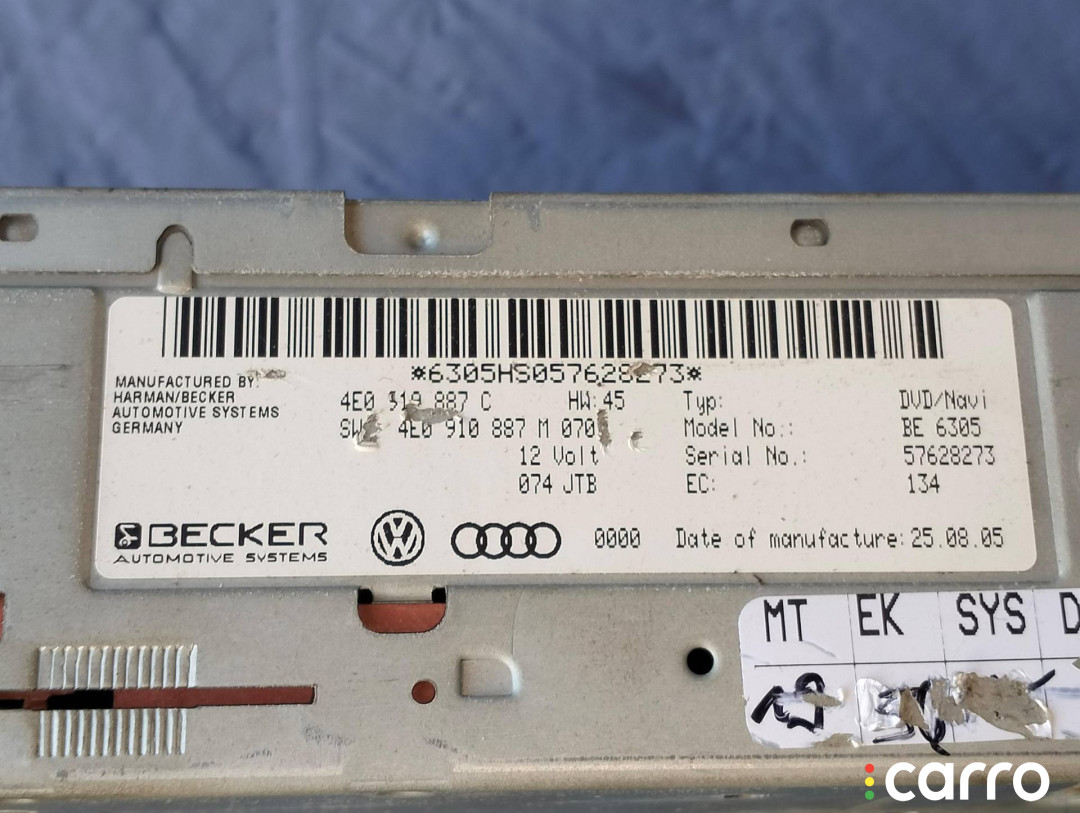 *6305HS057628273*
MANUFACTURED BY:
HARMAN/BECKER
AUTOMOTIVE SYSTEMS
GERMANY
4E0 919 887 C HW:45
SW: 4E0 910 887 M 070
12 Volt
074 JTB
Typ: DVD/Navi
Model No.: BE 6305
Serial No.: 57628273
EC: 134
BECKER
AUTOMOTIVE SYSTEMS
0000 Date of manufacture: 25.08.05
MT EK SYS D
carro